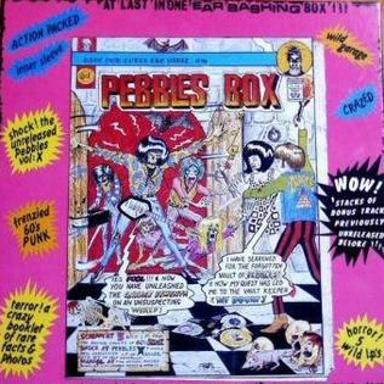 AT LAST IN ONE "EAR BASHING BOX"!!!
ACTION PACKED
inner sleeve
wild garage
CRAZED
PEBBLES BOX
shock! the
unreleased
Pebbles
vol: X
frenzied
60's
PUNK
terror! a
crazy
booklet
of rare
facts &
photos
WOW!
STACKS OF
BONUS TRACKS
PREVIOUSLY
UNRELEASED
BEFORE !!
horror!
5
wild Lp's
YES FOOL!!! & NOW
YOU HAVE UNLEASHED
THE
ON AN UNSUSPECTING
WORLD!
I HAVE SEARCHED
FOR THE FORGOTTEN
VAULT OF PEBBLES!
& NOW MY QUEST HAS LED
ME TO THE VAULT KEEPER